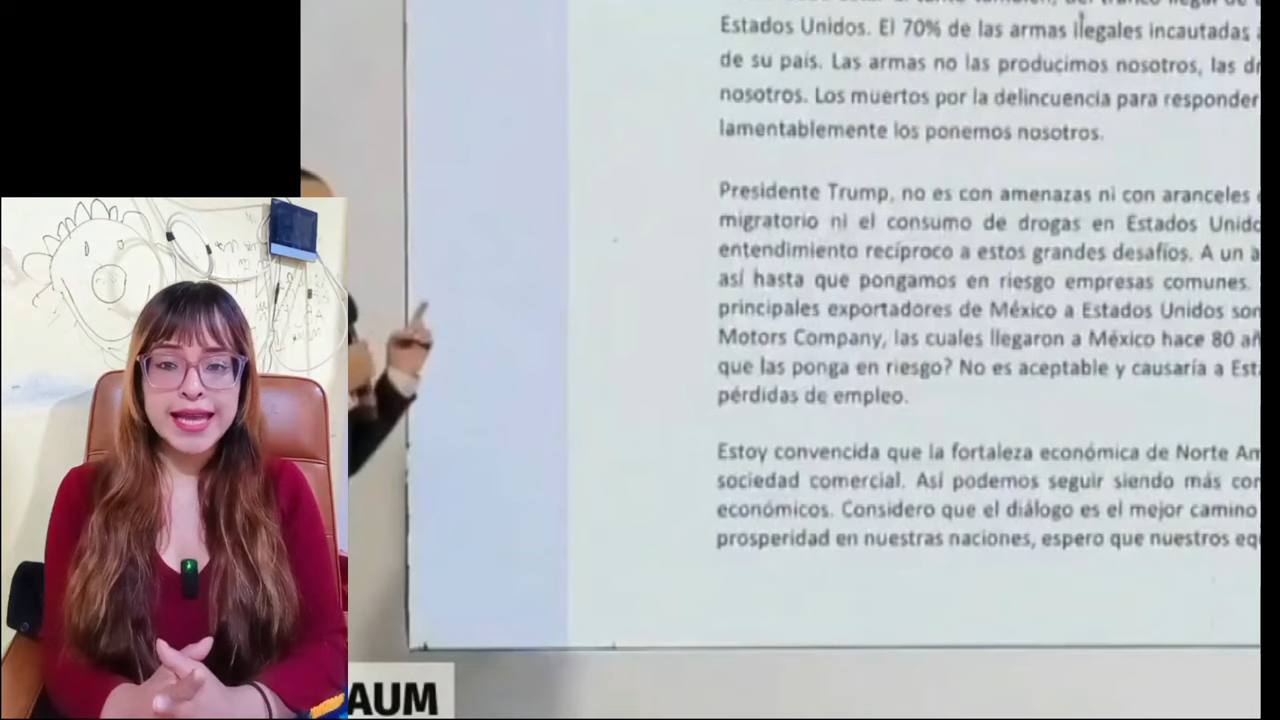 Estados Unidos. El 70% de las armas ilegales incautadas
de su país. Las armas no las producimos nosotros, las
nosotros. Los muertos por la delincuencia para responder
lamentablemente los ponemos nosotros.
Presidente Trump, no es con amenazas ni con aranceles
migratorio ni el consumo de drogas en Estados
entendimiento recíproco a estos grandes desafíos. A un
así hasta que pongamos en riesgo empresas comunes.
principales exportadores de México a Estados Unidos
Motors Company, las cuales llegaron a México hace 80
que las ponga en riesgo? No es aceptable y causaría a
pérdidas de empleo.
Estoy convencida que la fortaleza económica de Norte
sociedad comercial. Así podemos seguir siendo más
económicos. Considero que el diálogo es el mejor camino
prosperidad en nuestras naciones, espero que nuestros
AUM